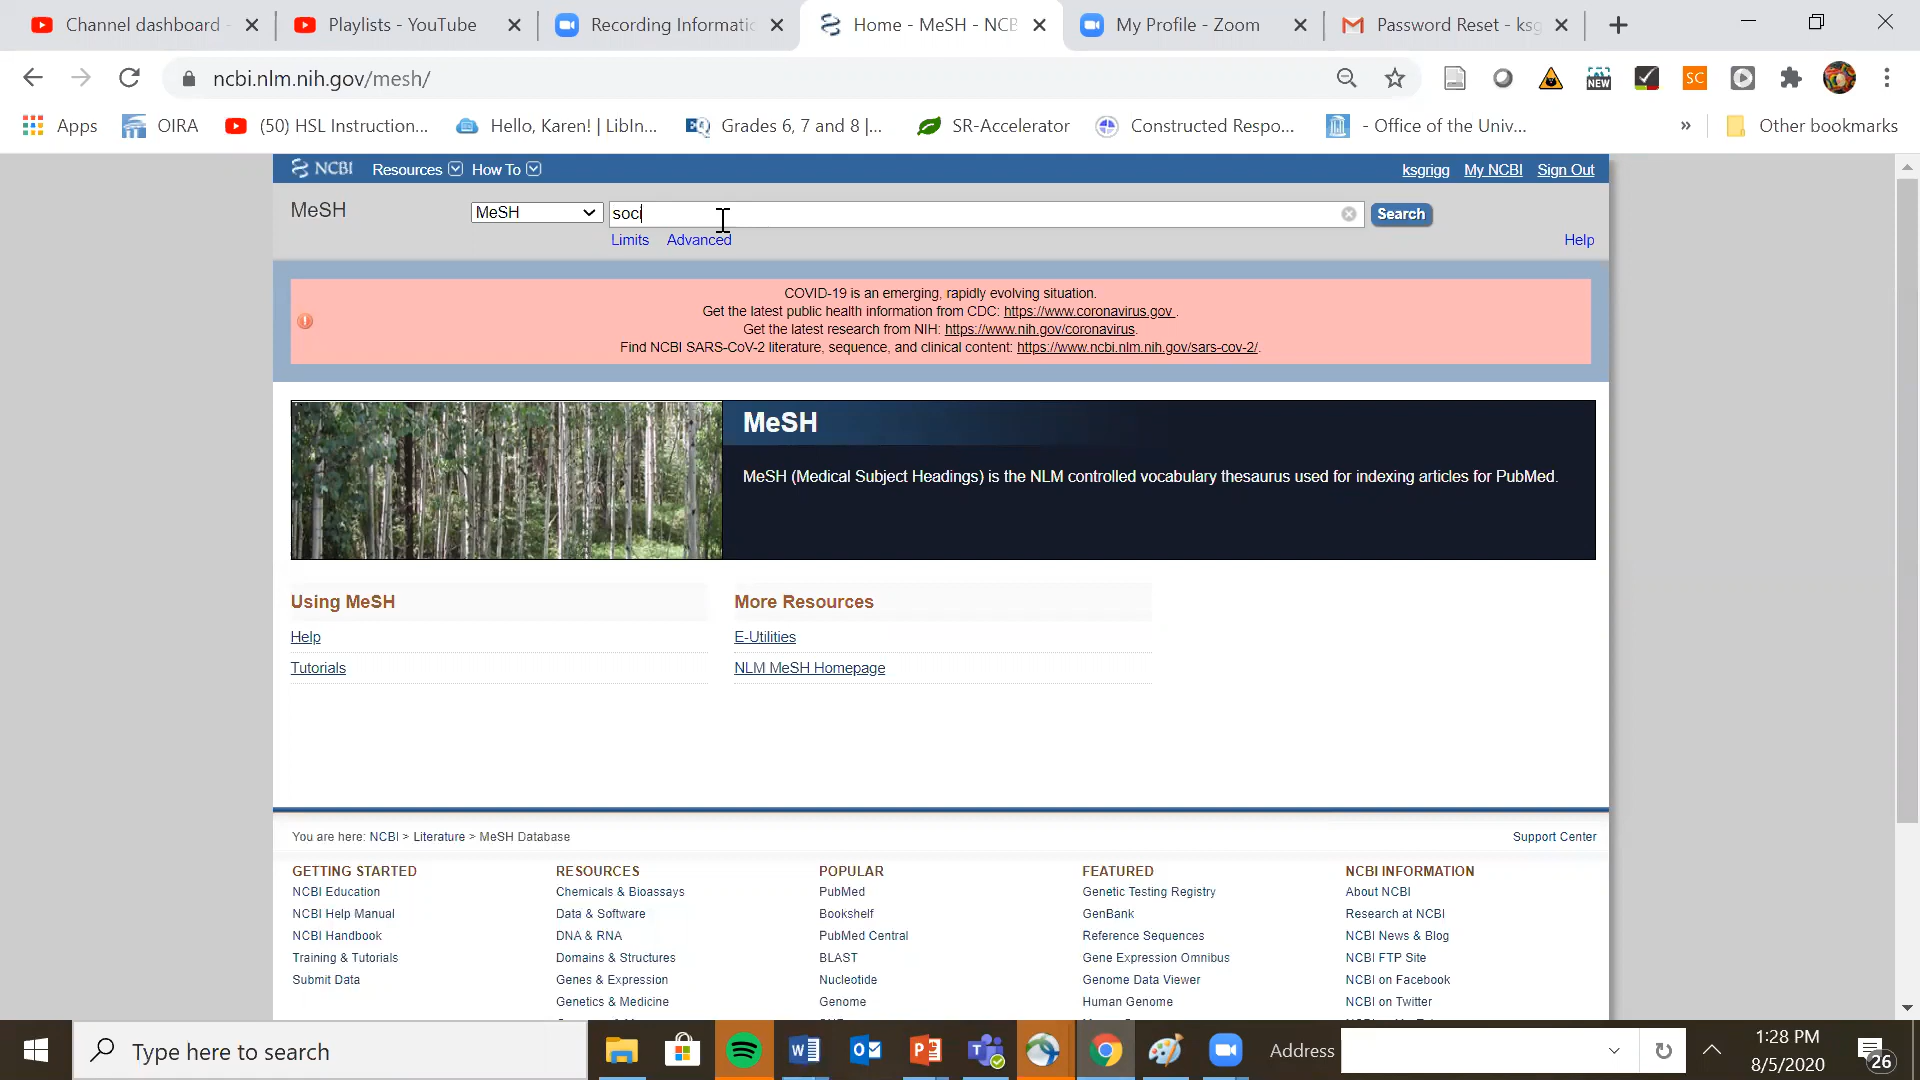 Channel dashboard -
Playlists - YouTube
Recording Informatic
Home - MeSH - NCB
My Profile - Zoom
Password Reset - ksg
ncbi.nlm.nih.gov/mesh/
NEW
SC
Apps
OIRA
(50) HSL Instruction...
Hello, Karen! | LibIn...
EQ
Grades 6, 7 and 8 |...
SR-Accelerator
Constructed Respo...
- Office of the Univ...
»
Other bookmarks
NCBI
Resources
How To
ksgrigg
My NCBI
Sign Out
MeSH
MeSH
soci
Search
Limits
Advanced
Help
COVID-19 is an emerging, rapidly evolving situation.
Get the latest public health information from CDC: https://www.coronavirus.gov .
Get the latest research from NIH: https://www.nih.gov/coronavirus.
Find NCBI SARS-CoV-2 literature, sequence, and clinical content: https://www.ncbi.nlm.nih.gov/sars-cov-2/.
MeSH
MeSH (Medical Subject Headings) is the NLM controlled vocabulary thesaurus used for indexing articles for PubMed.
Using MeSH
Help
Tutorials
More Resources
E-Utilities
NLM MeSH Homepage
You are here: NCBI > Literature > MeSH Database
Support Center
GETTING STARTED
NCBI Education
NCBI Help Manual
NCBI Handbook
Training & Tutorials
Submit Data
RESOURCES
Chemicals & Bioassays
Data & Software
DNA & RNA
Domains & Structures
Genes & Expression
Genetics & Medicine
POPULAR
PubMed
Bookshelf
PubMed Central
BLAST
Nucleotide
Genome
FEATURED
Genetic Testing Registry
GenBank
Reference Sequences
Gene Expression Omnibus
Genome Data Viewer
Human Genome
NCBI INFORMATION
About NCBI
Research at NCBI
NCBI News & Blog
NCBI FTP Site
NCBI on Facebook
NCBI on Twitter
Type here to search
Address
1:28 PM
8/5/2020
26